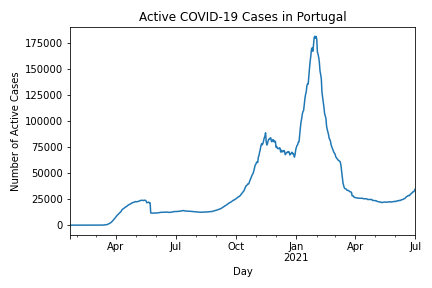 Active COVID-19 Cases in Portugal
Number of Active Cases
175000
150000
125000
100000
75000
50000
25000
0
Apr Jul Oct Jan Apr Jul
2021
Day